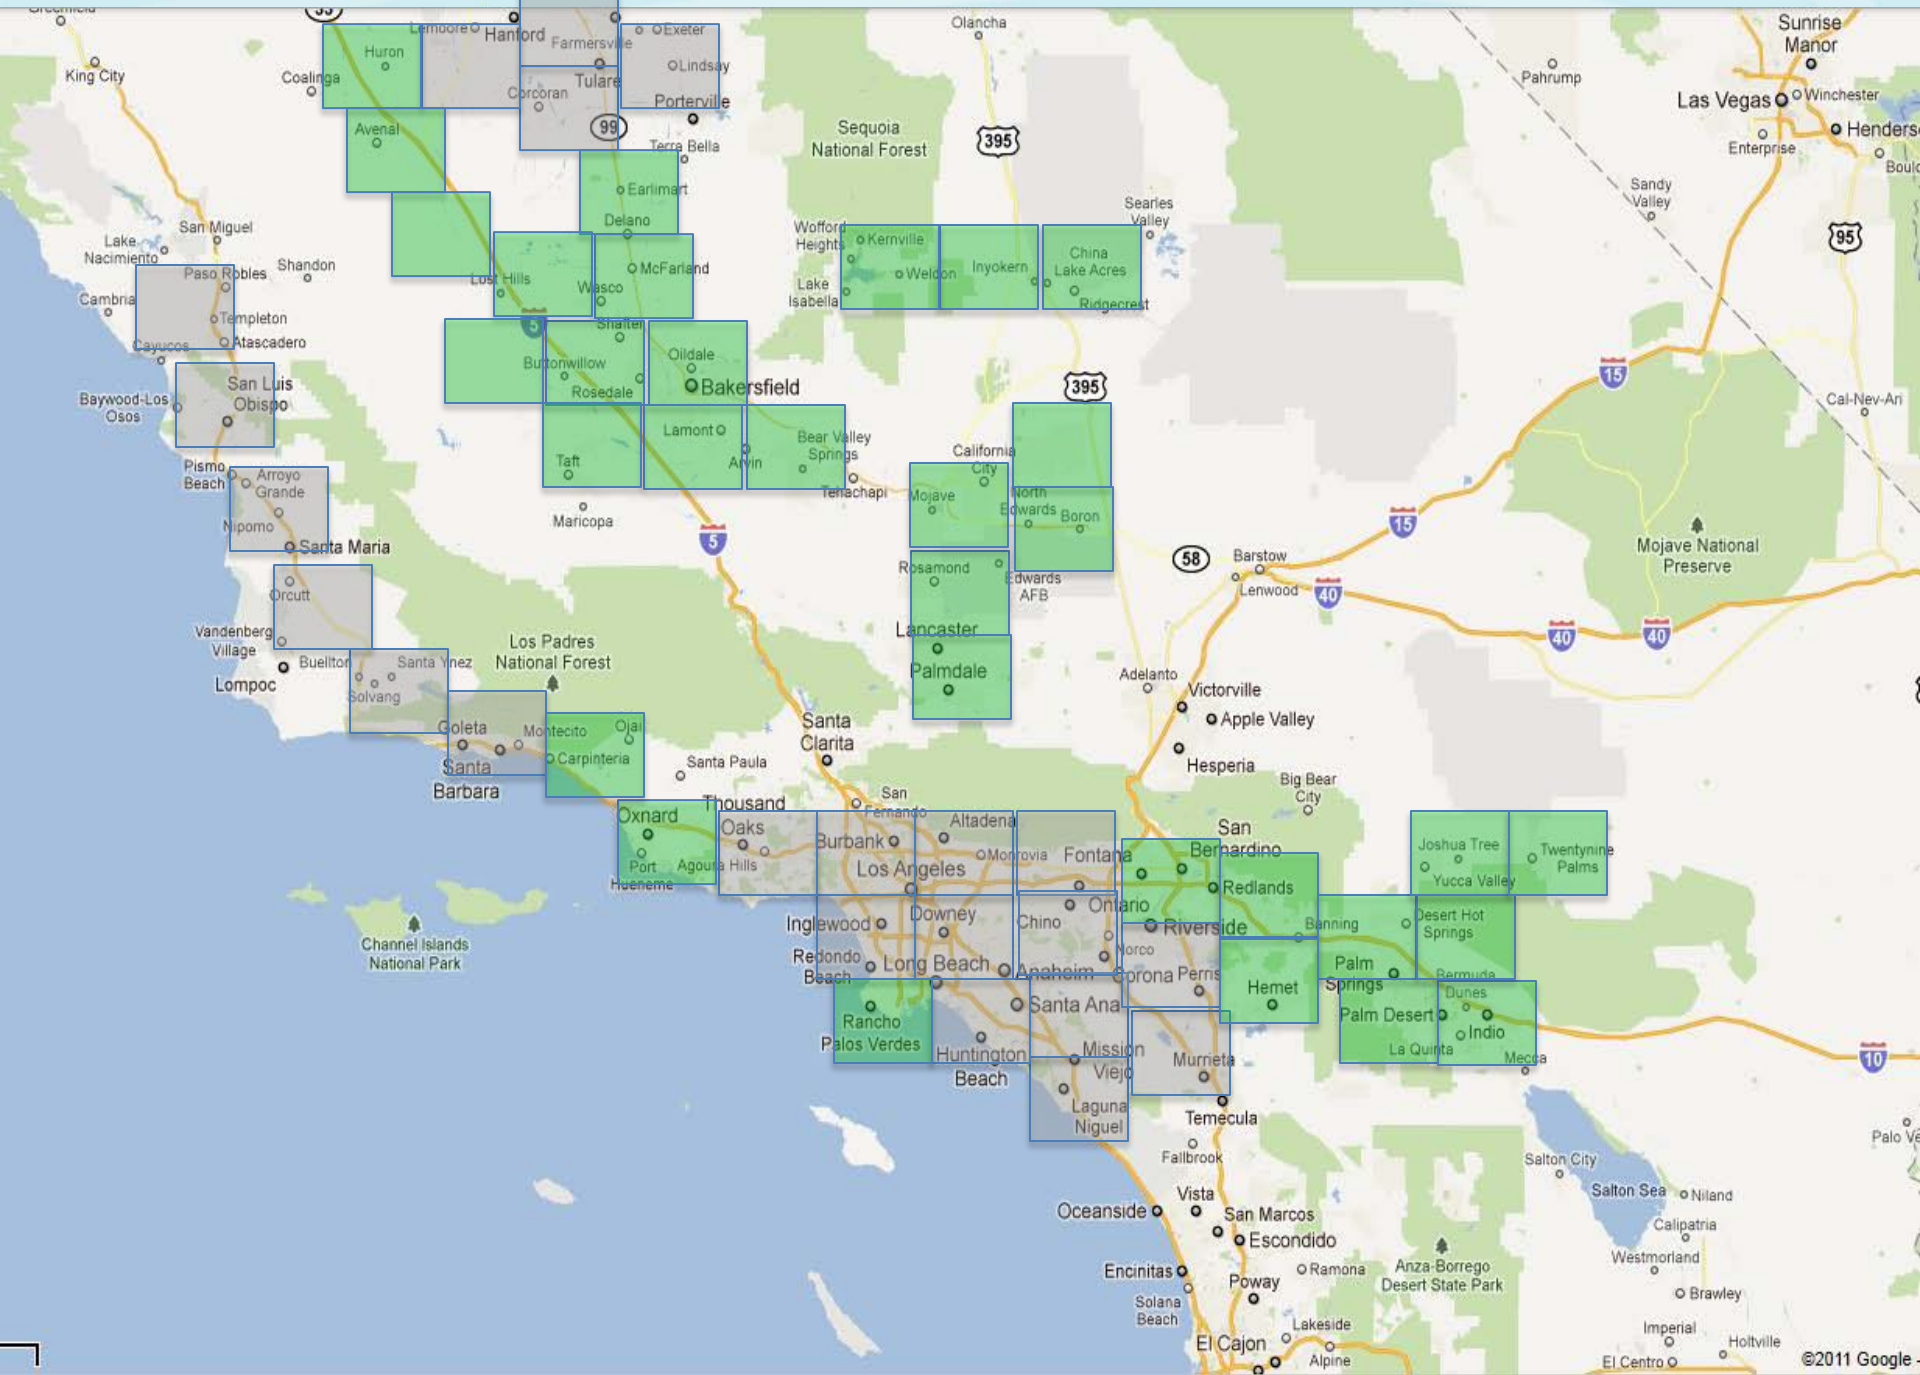 Lemoore
Hanford
Farmersville
Exeter
Olancha
Sunrise
Manor
King City
Huron
Coalinga
Lindsay
Tulare
Corcoran
Porterville
Pahrump
Las Vegas
Winchester
99
Avenal
Terra Bella
Sequoia
National Forest
395
Enterprise
Earlimart
Delano
Searles
Valley
Sandy
Valley
San Miguel
Lake
Nacimiento
Wofford
Heights
Kernville
95
Paso Robles
Shandon
Lost Hills
McFarland
Wasco
Weldon
Inyokern
China
Lake Acres
Lake
Isabella
Ridgecrest
Cambria
Templeton
Atascadero
Cayucos
5
Shafter
Buttonwillow
Rosedale
Oildale
Bakersfield
395
15
San Luis
Obispo
Baywood-Los
Osos
Cal-Nev-Ari
Lamont
Arvin
Bear Valley
Springs
Taft
Tehachapi
California
City
Pismo
Beach
Arroyo
Grande
Mojave
North
Edwards
Boron
Nipomo
Maricopa
Santa Maria
5
15
58
Barstow
Lenwood
Mojave National
Preserve
Rosamond
Edwards
AFB
40
40
40
Orcutt
Lancaster
Vandenberg
Village
Los Padres
National Forest
Buellton
Santa Ynez
Lompoc
Solvang
Palmdale
Adelanto
Victorville
Apple Valley
Goleta
Montecito
Ojai
Santa
Clarita
Carpinteria
Santa
Barbara
Santa Paula
Hesperia
Big Bear
City
Thousand
Oaks
San
Fernando
Oxnard
Port
Hueneme
Agoura Hills
Burbank
Altadena
Monrovia
Los Angeles
Fontana
San
Bernardino
Redlands
Joshua Tree
Yucca Valley
Twentynine
Palms
Inglewood
Downey
Chino
Ontario
Riverside
Banning
Desert Hot
Springs
Channel Islands
National Park
Redondo
Beach
Long Beach
Anaheim
Norco
Corona
Perris
Palm
Springs
Bermuda
Dunes
Hemet
Santa Ana
Rancho
Palos Verdes
Palm Desert
Indio
La Quinta
Mecca
Huntington
Beach
Mission
Viejo
Murrieta
10
Laguna
Niguel
Temecula
Fallbrook
Salton City
Salton Sea
Niland
Vista
Oceanside
San Marcos
Escondido
Calipatria
Westmorland
Encinitas
Ramona
Poway
Anza-Borrego
Desert State Park
Solana
Beach
Brawley
Lakeside
El Cajon
Alpine
Imperial
Holtville
El Centro
©2011 Google -